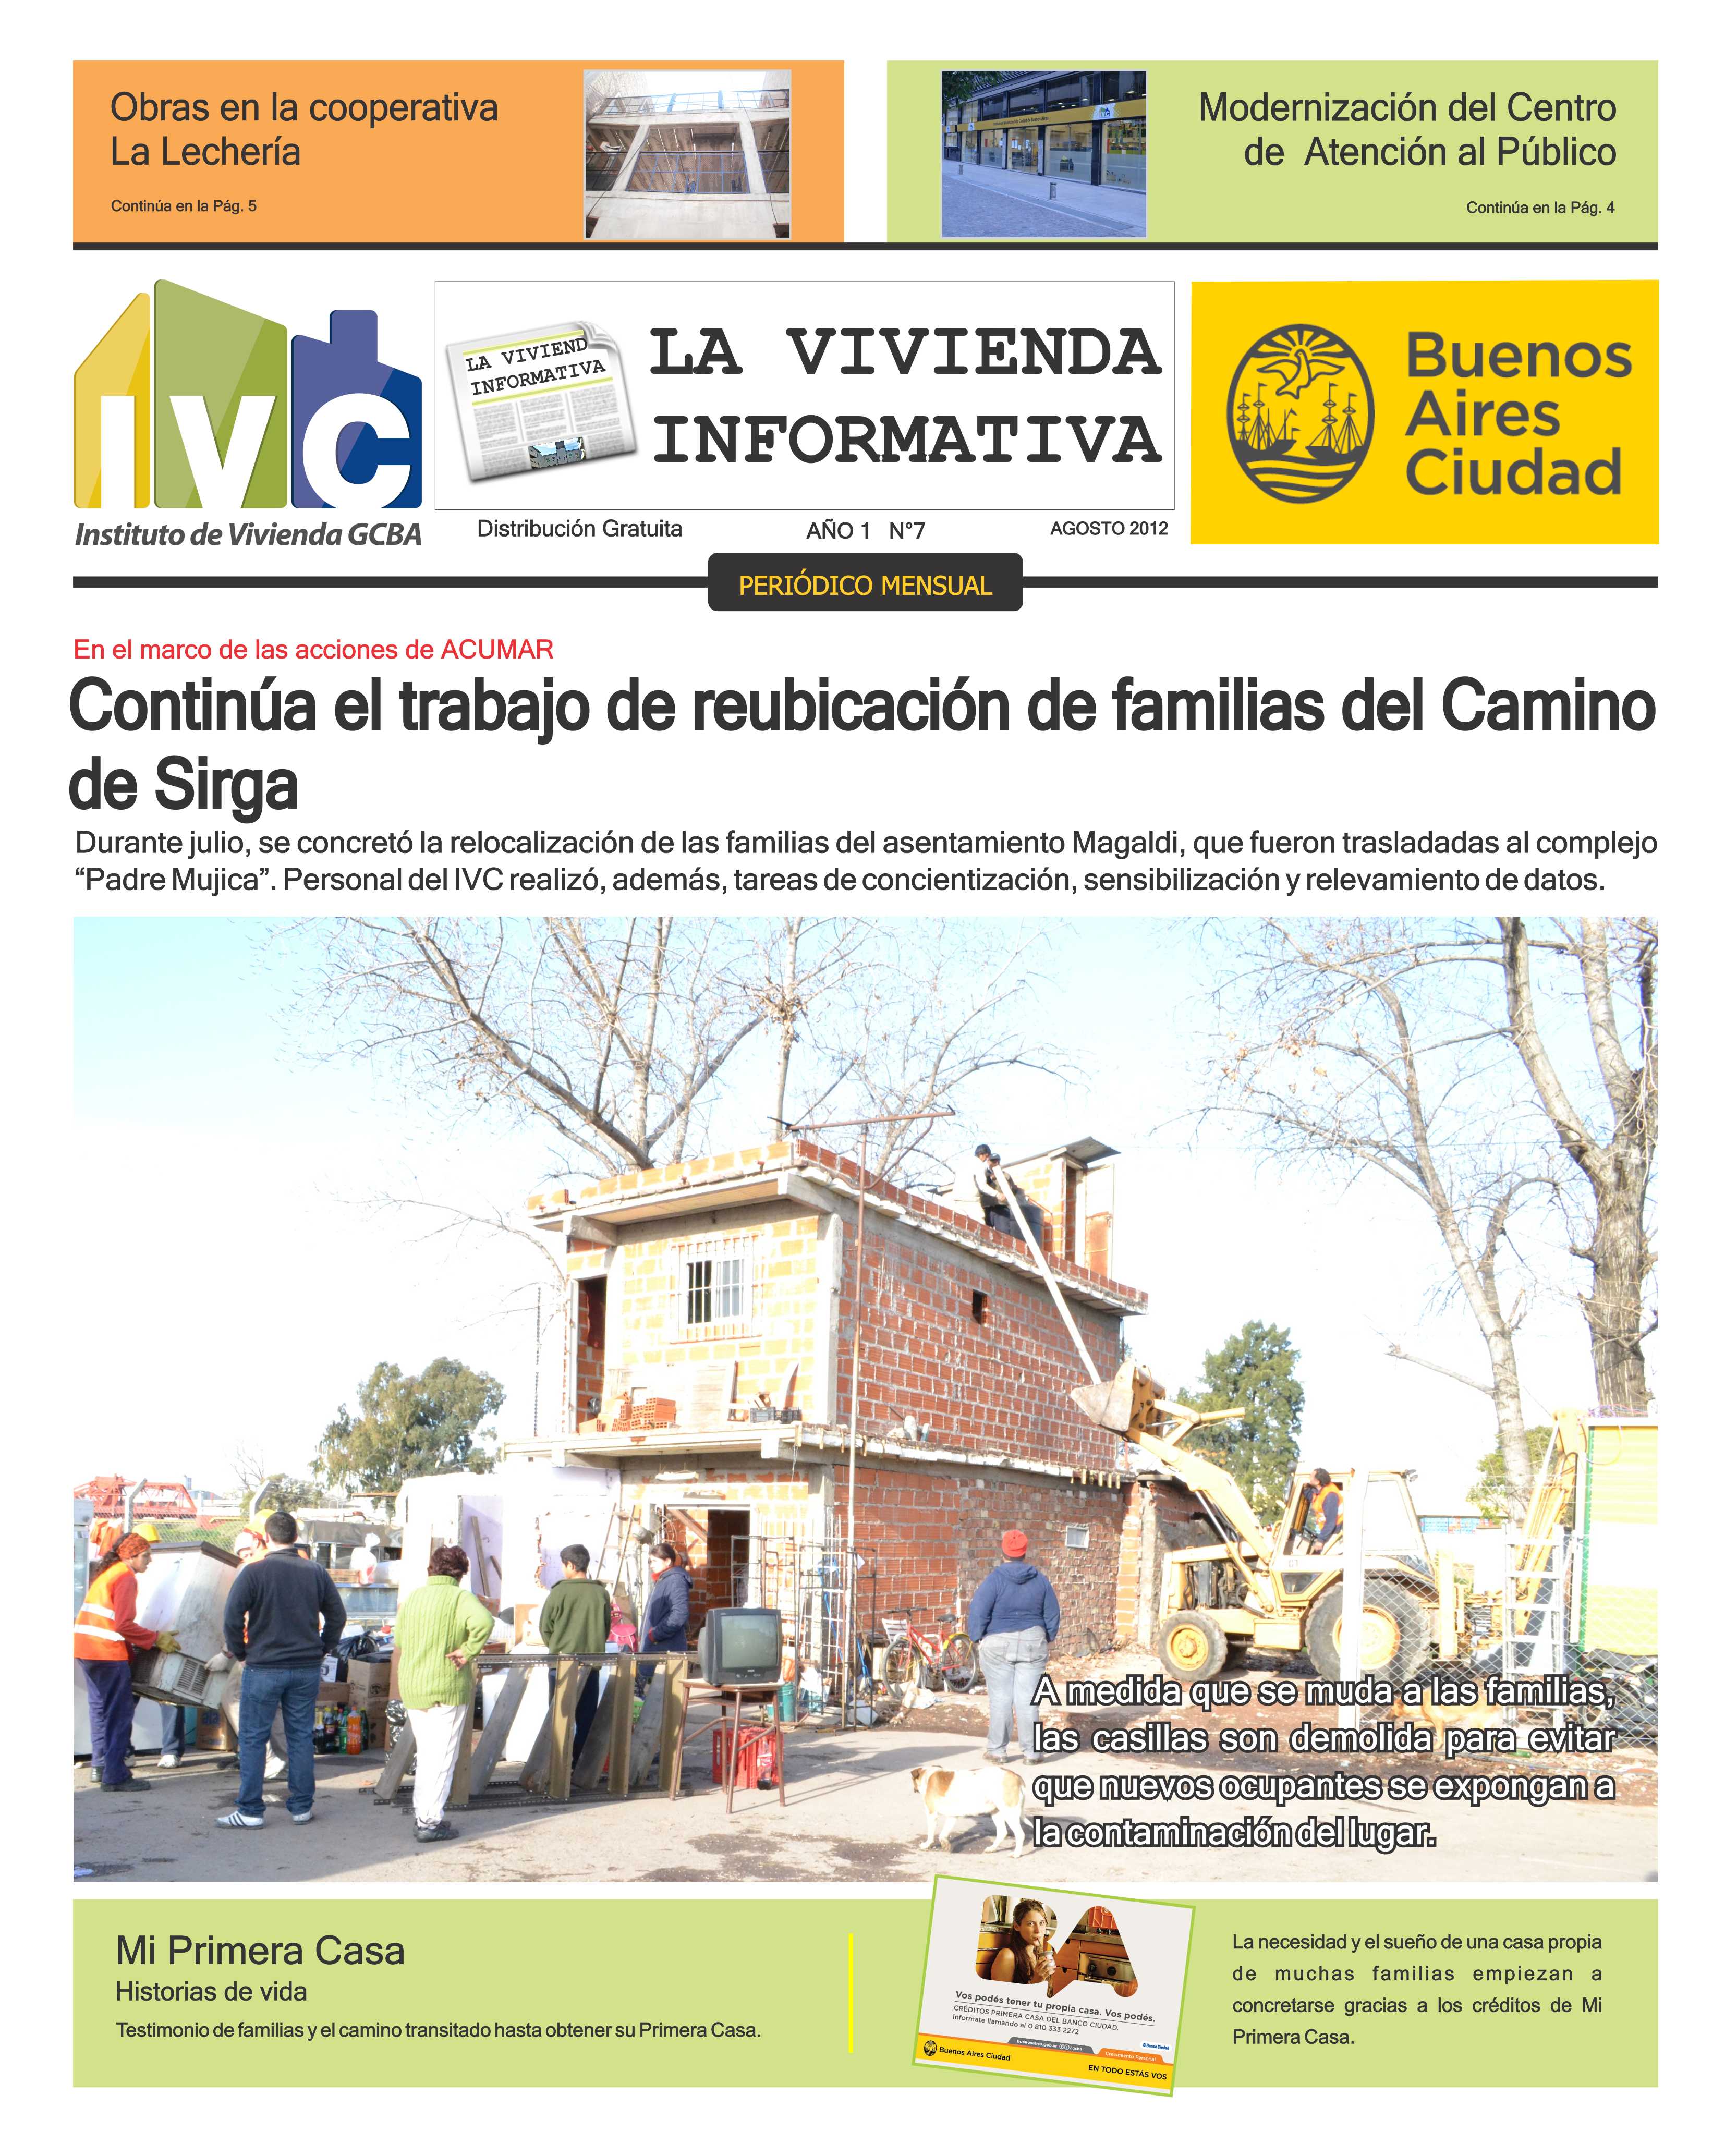 Obras en la cooperativa
La Lechería
Continúa en la Pág. 5
Modernización del Centro
de Atención al Público
Continúa en la Pág. 4
IVC
Instituto de Vivienda GCBA
LA VIVIEND
INFORMATIVA
LA VIVIENDA
INFORMATIVA
Distribución Gratuita
AÑO 1 N°7
AGOSTO 2012
Buenos
Aires
Ciudad
PERIÓDICO MENSUAL
En el marco de las acciones de ACUMAR
Continúa el trabajo de reubicación de familias del Camino
de Sirga
Durante julio, se concretó la relocalización de las familias del asentamiento Magaldi, que fueron trasladadas al complejo
“Padre Mujica”. Personal del IVC realizó, además, tareas de concientización, sensibilización y relevamiento de datos.
A medida que se muda a las familias,
las casillas son demolida para evitar
que nuevos ocupantes se expongan a
la contaminación del lugar.
Mi Primera Casa
Historias de vida
Testimonio de familias y el camino transitado hasta obtener su Primera Casa.
BA
Vos podés tener tu propia casa. Vos podés.
CRÉDITOS PRIMERA CASA DEL BANCO CIUDAD.
Informate llamando al 0 810 333 2272
Buenos Aires Ciudad
EN TODO ESTÁS VOS
La necesidad y el sueño de una casa propia
de muchas familias empiezan a
concretarse gracias a los créditos de Mi
Primera Casa.